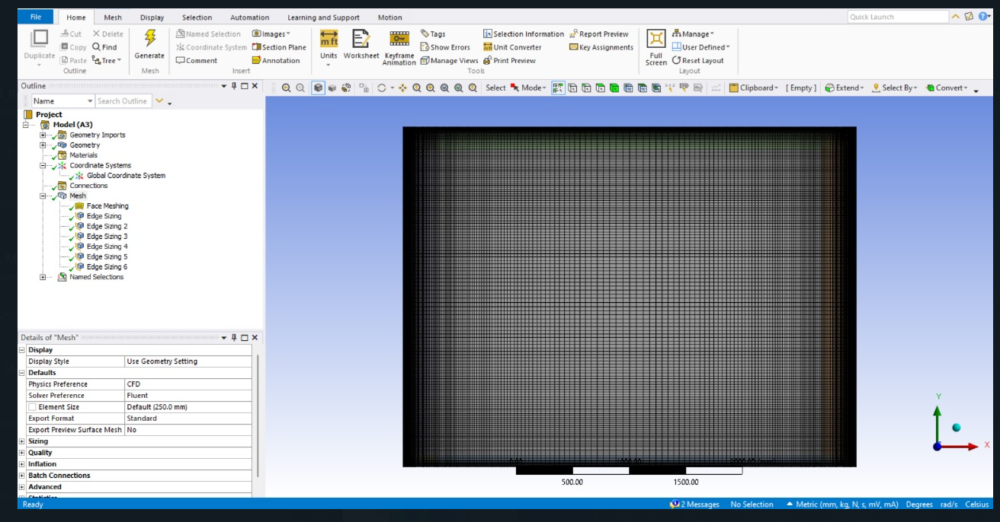 File Home Mesh Display Selection Automation Learning and Support Motion Quick Launch
Duplicate Cut Delete
Copy Find
Paste Tree
Outline
Generate
Mesh
Named Selection Images
Coordinate System Section Plane
Comment Annotation
Insert
Units Worksheet Keyframe Animation
Tags Selection Information Report Preview
Show Errors Unit Converter Key Assignments
Manage Views Print Preview
Tools
Full Screen Manage
User Defined
Reset Layout
Layout
Outline
Select Mode Clipboard [ Empty ] Extend Select By Convert
Name Search Outline
Project
Model (A3)
Geometry Imports
Geometry
Materials
Coordinate Systems
Global Coordinate System
Connections
Mesh
Face Meshing
Edge Sizing
Edge Sizing 2
Edge Sizing 3
Edge Sizing 4
Edge Sizing 5
Edge Sizing 6
Named Selections
Details of "Mesh"
Display
Display Style Use Geometry Setting
Defaults
Physics Preference CFD
Solver Preference Fluent
Element Size Default (250.0 mm)
Export Format Standard
Export Preview Surface Mesh No
Sizing
Quality
Inflation
Batch Connections
Advanced
Y
X
500.00 1500.00
Ready 2 Messages No Selection Metric (mm, kg, N, s, mV, mA) Degrees rad/s Celsius